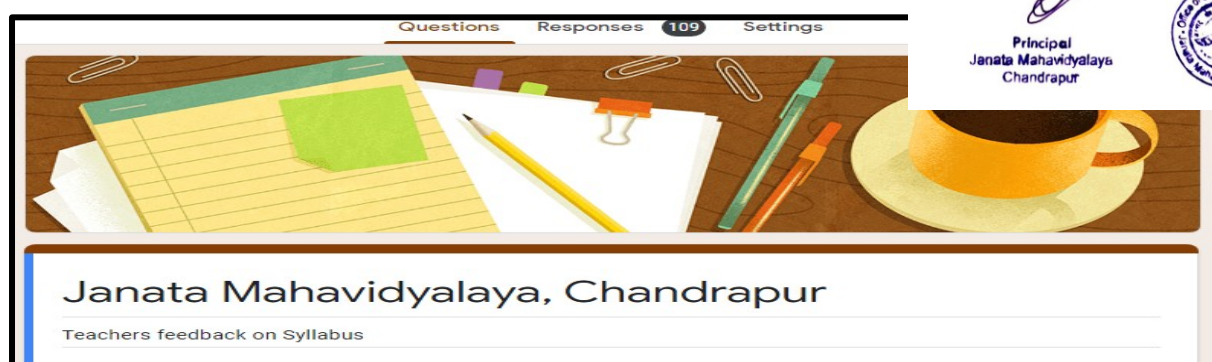 Questions Responses 109 Settings
Principal
Janata Mahavidyalaya
Chandrapur
Janata Mahavidyalaya, Chandrapur
Teachers feedback on Syllabus